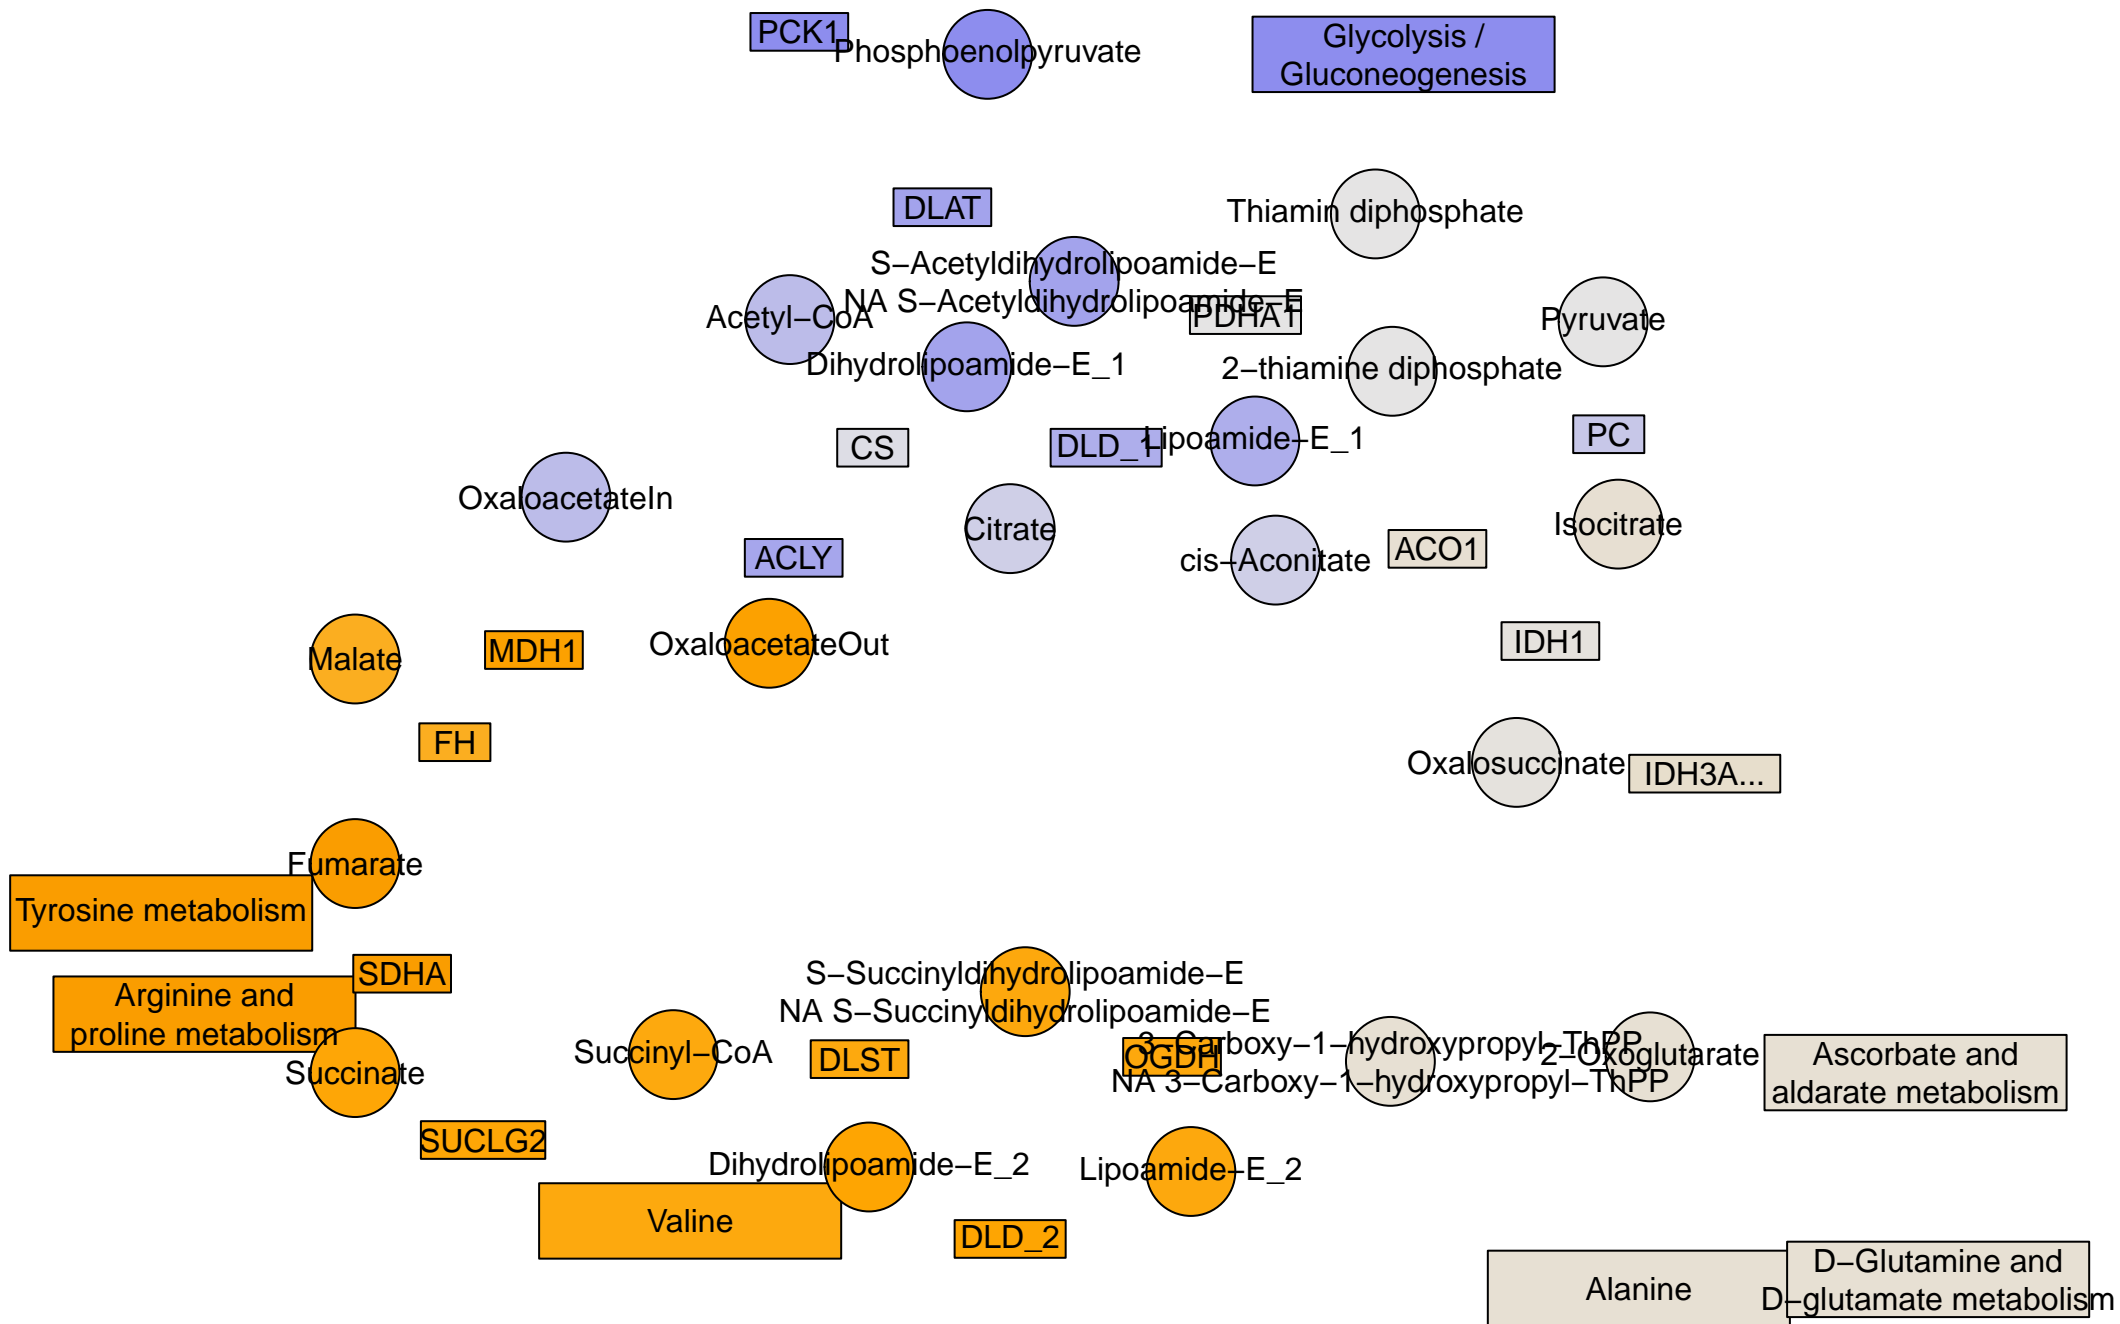 PCK1
Phosphoenolpyruvate
Glycolysis /
Gluconeogenesis
DLAT
Thiamin diphosphate
S−Acetyldihydrolipoamide−E
NA S−Acetyldihydrolipoamide−E
Acetyl−CoA
PDHA1
Pyruvate
Dihydrolipoamide−E_1
2−thiamine diphosphate
CS
DLD_1
Lipoamide−E_1
PC
OxaloacetateIn
Citrate
Isocitrate
ACLY
cis−Aconitate
ACO1
Malate
MDH1
OxaloacetateOut
IDH1
FH
Oxalosuccinate
IDH3A...
Fumarate
Tyrosine metabolism
SDHA
Arginine and
proline metabolism
S−Succinyldihydrolipoamide−E
NA S−Succinyldihydrolipoamide−E
Succinate
Succinyl−CoA
DLST
OGDH
3−Carboxy−1−hydroxypropyl−ThPP
NA 3−Carboxy−1−hydroxypropyl−ThPP
2−Oxoglutarate
Ascorbate and
aldarate metabolism
SUCLG2
Dihydrolipoamide−E_2
Lipoamide−E_2
Valine
DLD_2
Alanine
D−Glutamine and
D−glutamate metabolism